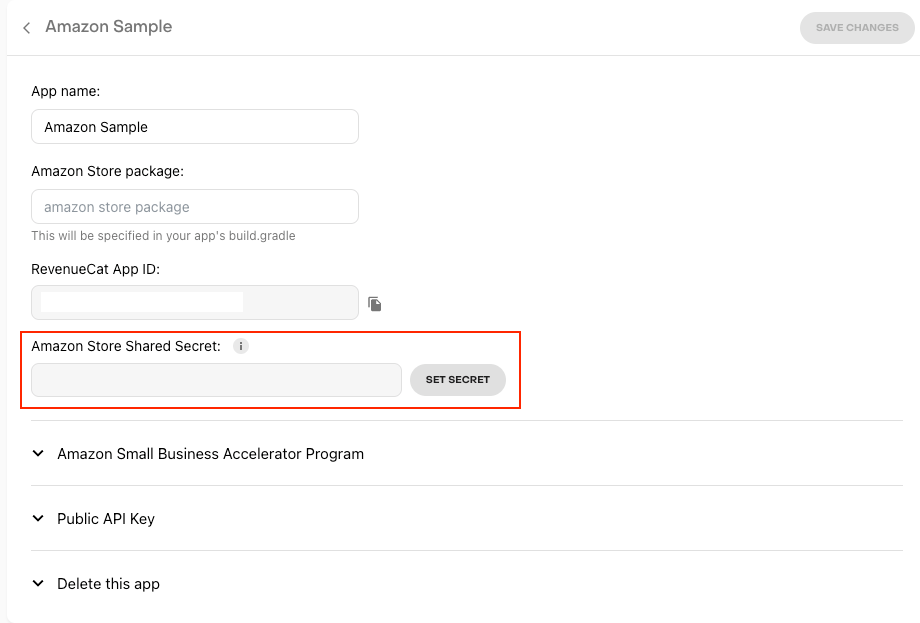 Amazon Sample
SAVE CHANGES
App name:
Amazon Sample
Amazon Store package:
amazon store package
This will be specified in your app's build.gradle
RevenueCat App ID:
Amazon Store Shared Secret:
SET SECRET
Amazon Small Business Accelerator Program
Public API Key
Delete this app